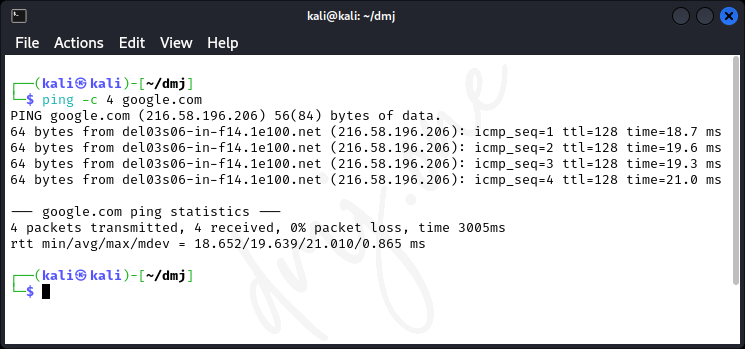 kali@kali: ~/dmj
File Actions Edit View Help
┌──(kali㉿kali)-[~/dmj]
└─$ ping -c 4 google.com
PING google.com (216.58.196.206) 56(84) bytes of data.
64 bytes from del03s06-in-f14.1e100.net (216.58.196.206): icmp_seq=1 ttl=128 time=18.7 ms
64 bytes from del03s06-in-f14.1e100.net (216.58.196.206): icmp_seq=2 ttl=128 time=19.6 ms
64 bytes from del03s06-in-f14.1e100.net (216.58.196.206): icmp_seq=3 ttl=128 time=19.3 ms
64 bytes from del03s06-in-f14.1e100.net (216.58.196.206): icmp_seq=4 ttl=128 time=21.0 ms
--- google.com ping statistics ---
4 packets transmitted, 4 received, 0% packet loss, time 3005ms
rtt min/avg/max/mdev = 18.652/19.639/21.010/0.865 ms
┌──(kali㉿kali)-[~/dmj]
└─$